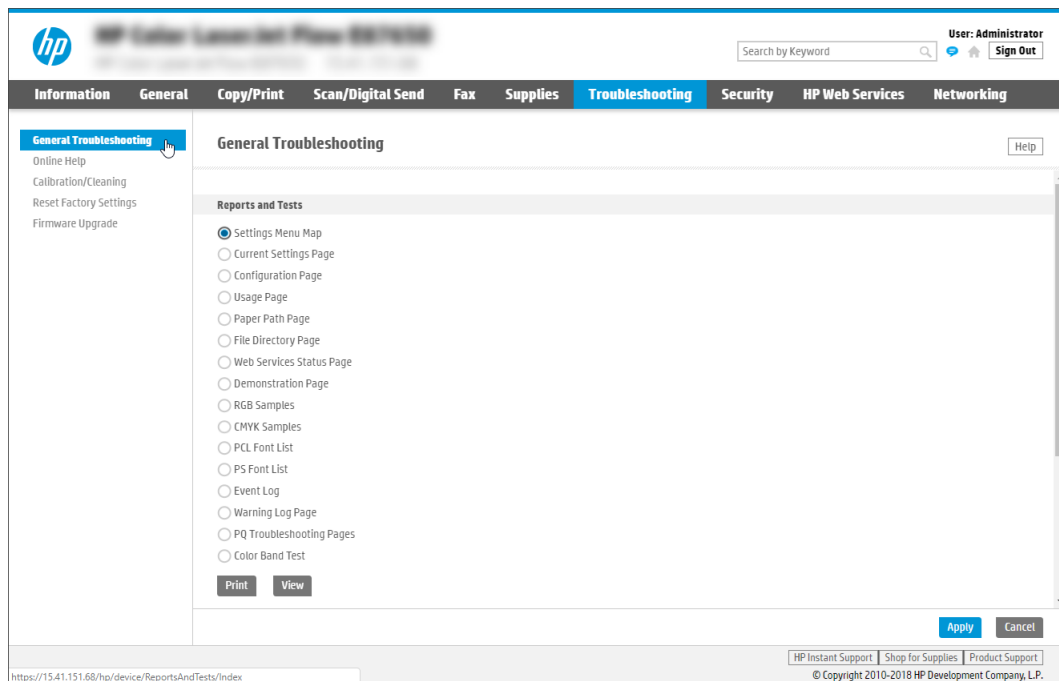 hp
User: Administrator
Search by Keyword
Sign Out
Information General Copy/Print Scan/Digital Send Fax Supplies Troubleshooting Security HP Web Services Networking
General Troubleshooting
Online Help
Calibration/Cleaning
Reset Factory Settings
Firmware Upgrade
General Troubleshooting
Help
Reports and Tests
Settings Menu Map
Current Settings Page
Configuration Page
Usage Page
Paper Path Page
File Directory Page
Web Services Status Page
Demonstration Page
RGB Samples
CMYK Samples
PCL Font List
PS Font List
Event Log
Warning Log Page
PQ Troubleshooting Pages
Color Band Test
Print View
Apply Cancel
HP Instant Support Shop for Supplies Product Support
https://15.41.151.68/hp/device/ReportsAndTests/Index
© Copyright 2010-2018 HP Development Company, L.P.